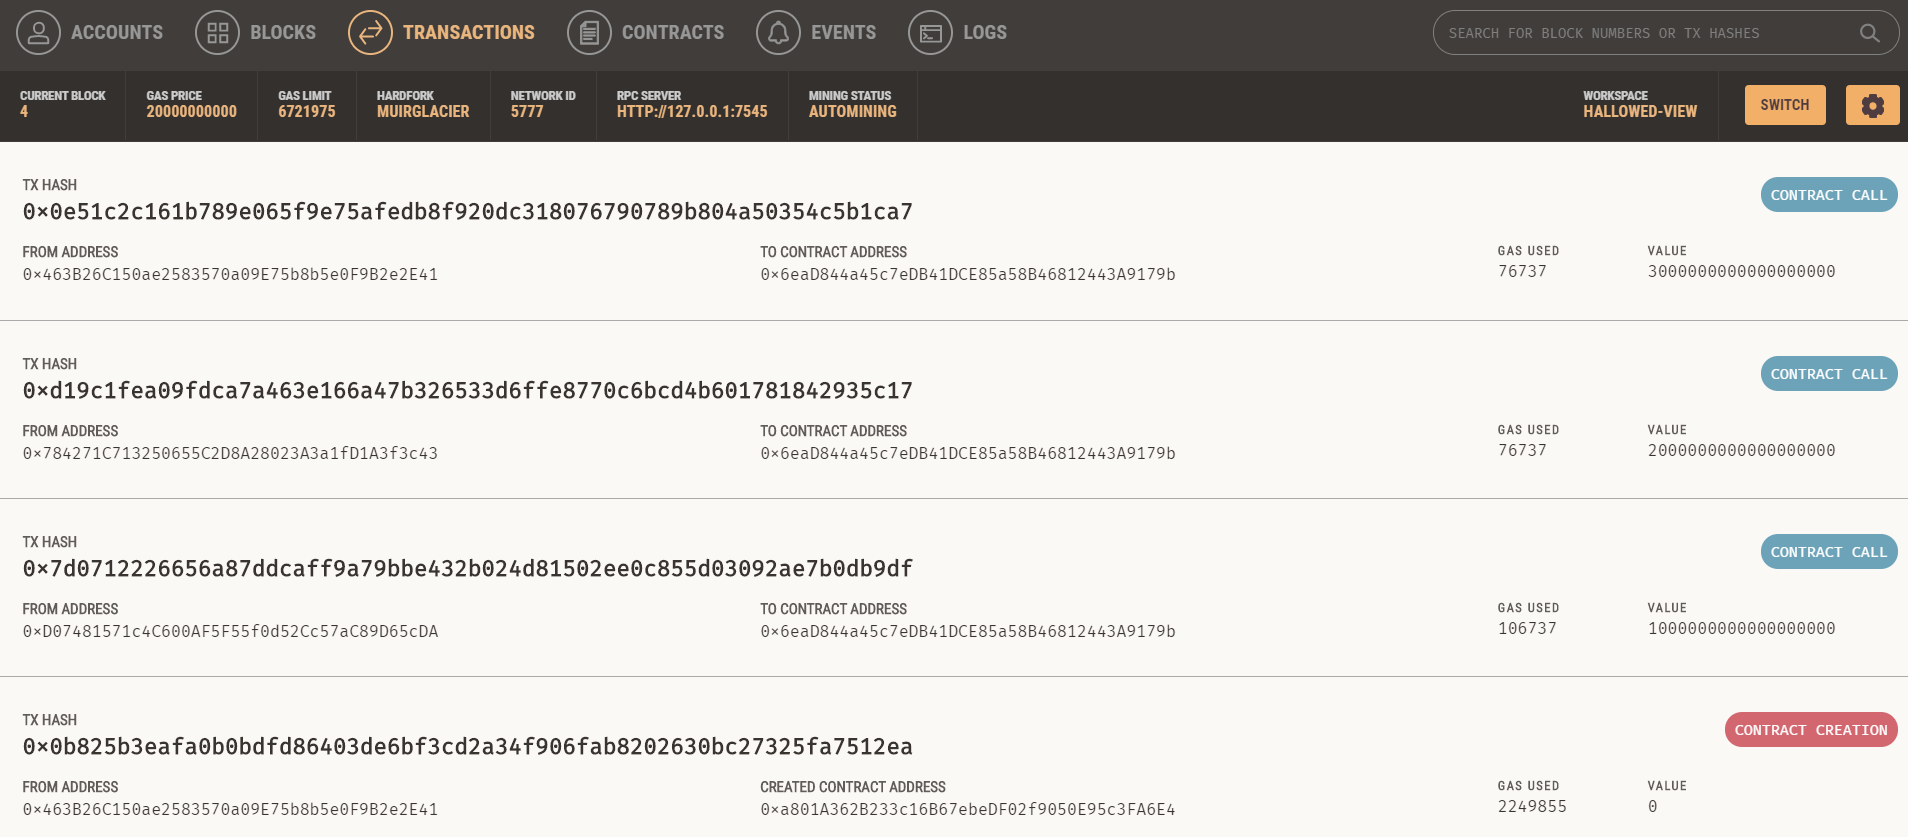 ACCOUNTS BLOCKS TRANSACTIONS CONTRACTS EVENTS LOGS SEARCH FOR BLOCK NUMBERS OR TX HASHES
CURRENT BLOCK GAS PRICE GAS LIMIT HARDFORK NETWORK ID RPC SERVER MINING STATUS WORKSPACE
4 20000000000 6721975 MUIRGLACIER 5777 HTTP://127.0.0.1:7545 AUTOMINING HALLOWED-VIEW SWITCH
TX HASH
0×0e51c2c161b789e065f9e75afedb8f920dc318076790789b804a50354c5b1ca7 CONTRACT CALL
FROM ADDRESS TO CONTRACT ADDRESS GAS USED VALUE
0×463B26C150ae2583570a09E75b8b5e0F9B2e2E41 0×6eaD844a45c7eDB41DCE85a58B46812443A9179b 76737 3000000000000000000
TX HASH
0×d19c1fea09fdca7a463e166a47b326533d6ffe8770c6bcd4b601781842935c17 CONTRACT CALL
FROM ADDRESS TO CONTRACT ADDRESS GAS USED VALUE
0×784271C713250655C2D8A28023A3a1fD1A3f3c43 0×6eaD844a45c7eDB41DCE85a58B46812443A9179b 76737 2000000000000000000
TX HASH
0×7d0712226656a87ddcaff9a79bbe432b024d81502ee0c855d03092ae7b0db9df CONTRACT CALL
FROM ADDRESS TO CONTRACT ADDRESS GAS USED VALUE
0×D07481571c4C600AF5F55f0d52Cc57aC89D65cDA 0×6eaD844a45c7eDB41DCE85a58B46812443A9179b 106737 1000000000000000000
TX HASH
0×0b825b3eafa0b0bdfd86403de6bf3cd2a34f906fab8202630bc27325fa7512ea CONTRACT CREATION
FROM ADDRESS CREATED CONTRACT ADDRESS GAS USED VALUE
0×463B26C150ae2583570a09E75b8b5e0F9B2e2E41 0×a801A362B233c16B67ebeDF02f9050E95c3FA6E4 2249855 0